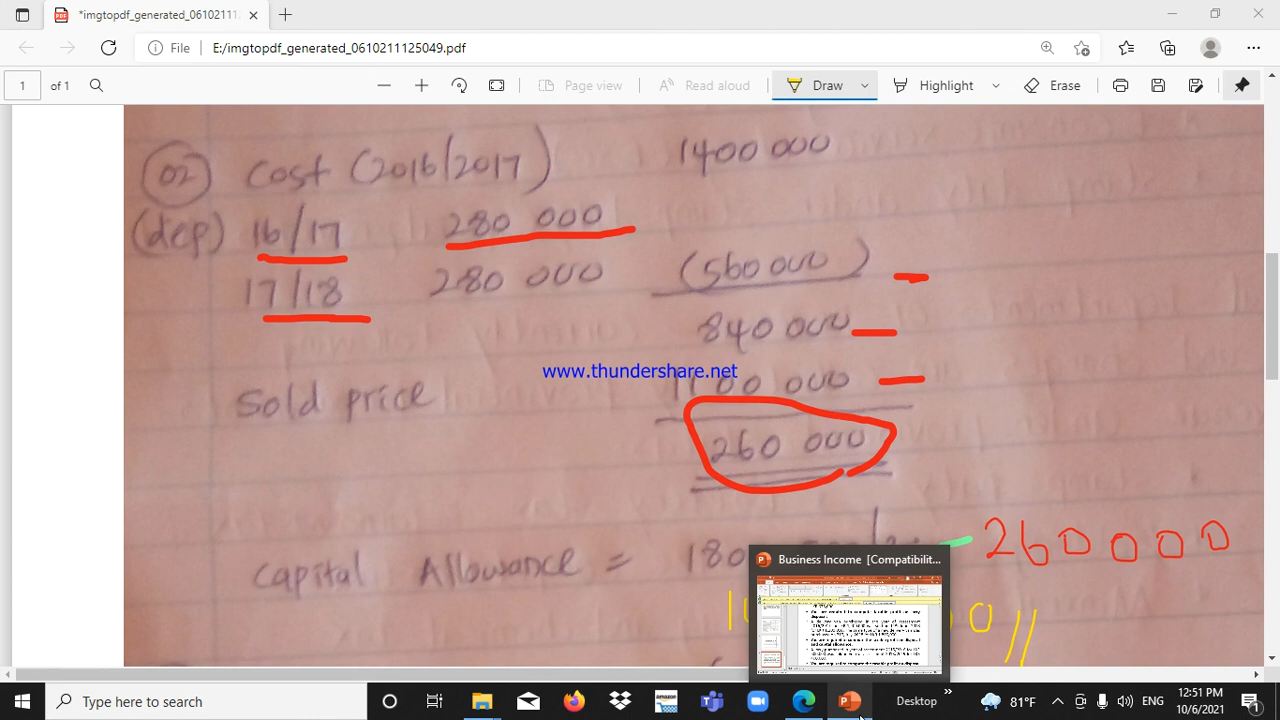 *imgtopdf_generated_0610211
File E:/imgtopdf_generated_0610211125049.pdf
1 of 1 Page view Read aloud Draw Highlight Erase
02 Cost (2016/2017) 1400 000
(dep) 16/17 280 000
17/18 280 000 (560 000)
840 000
www.thundershare.net
Sold price 1100 000
260 000
Capital Allowance = 180 - 260000
Business Income [Compatibilit...
Type here to search
Desktop
81°F
ENG
12:51 PM
10/6/2021